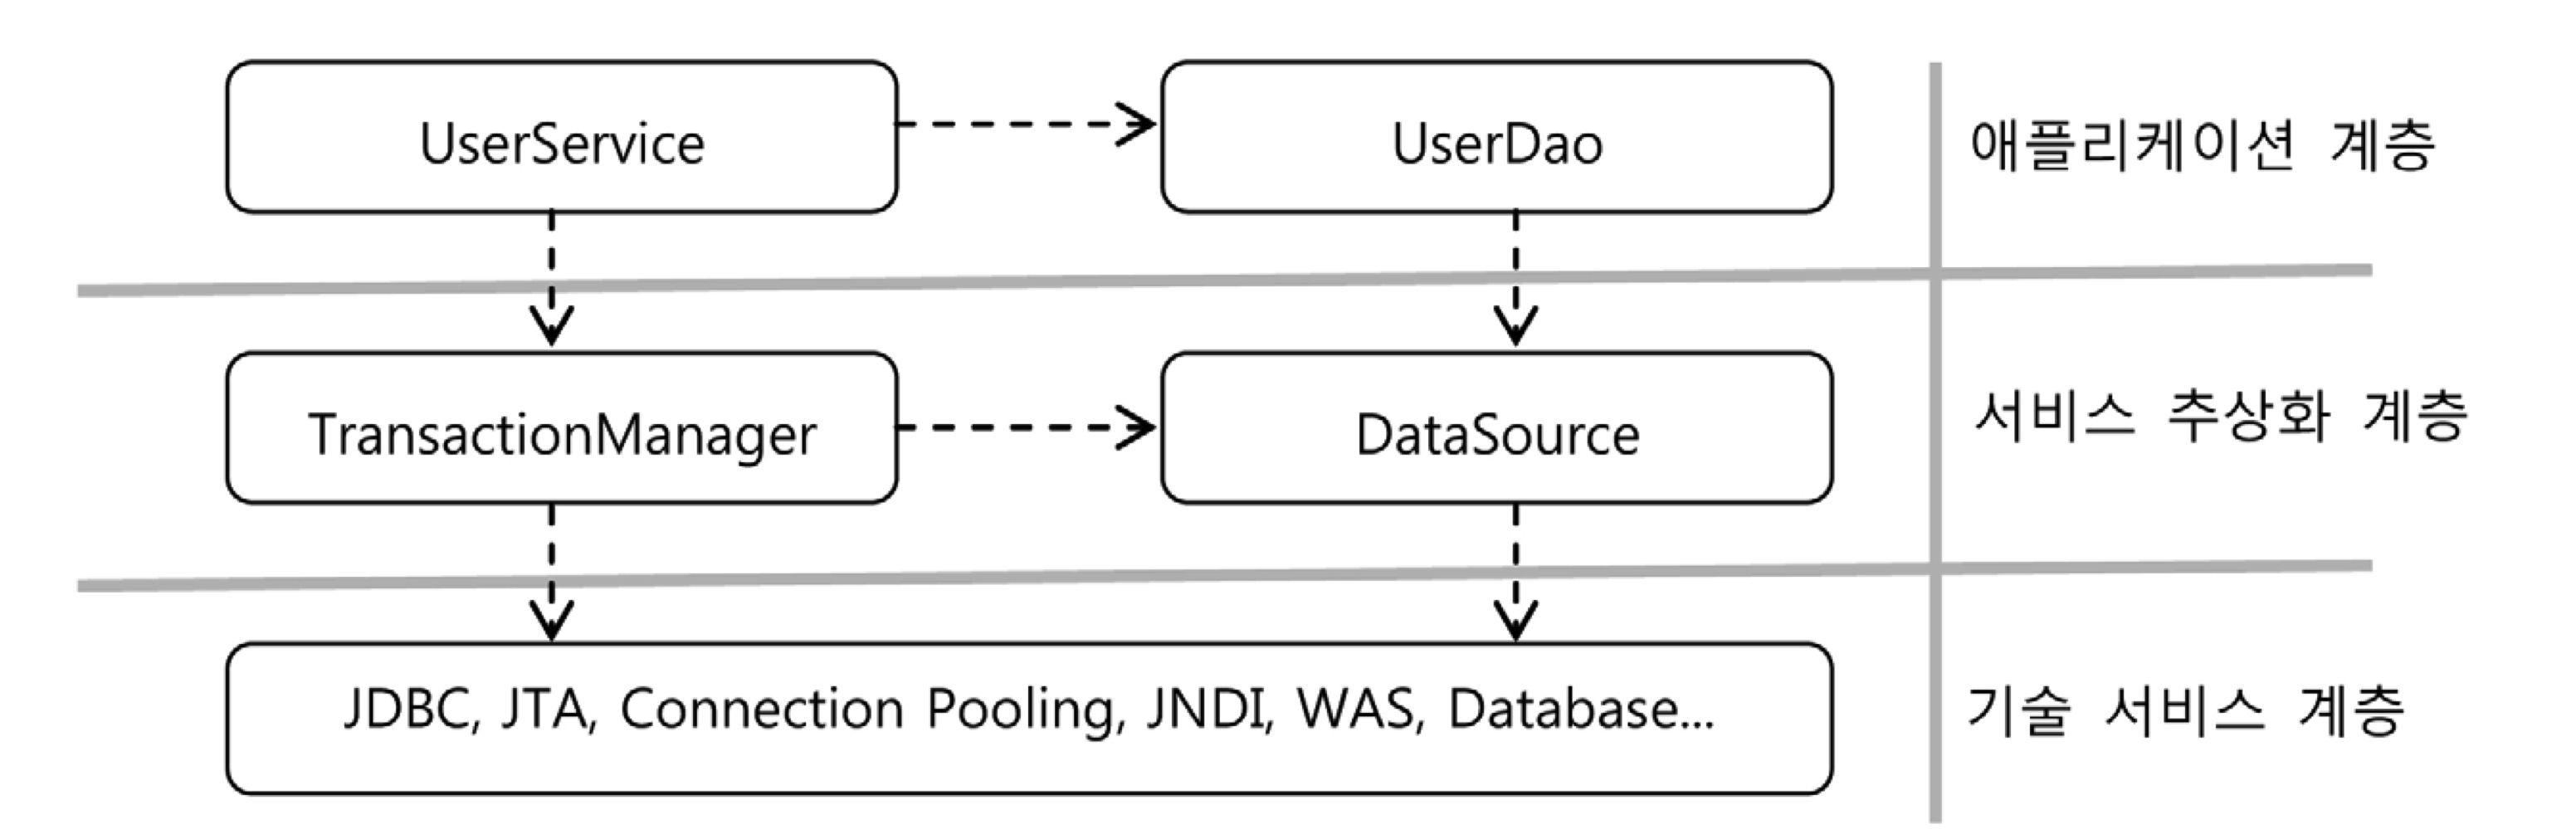 UserService
UserDao
애플리케이션 계층
TransactionManager
DataSource
서비스 추상화 계층
JDBC, JTA, Connection Pooling, JNDI, WAS, Database...
기술 서비스 계층